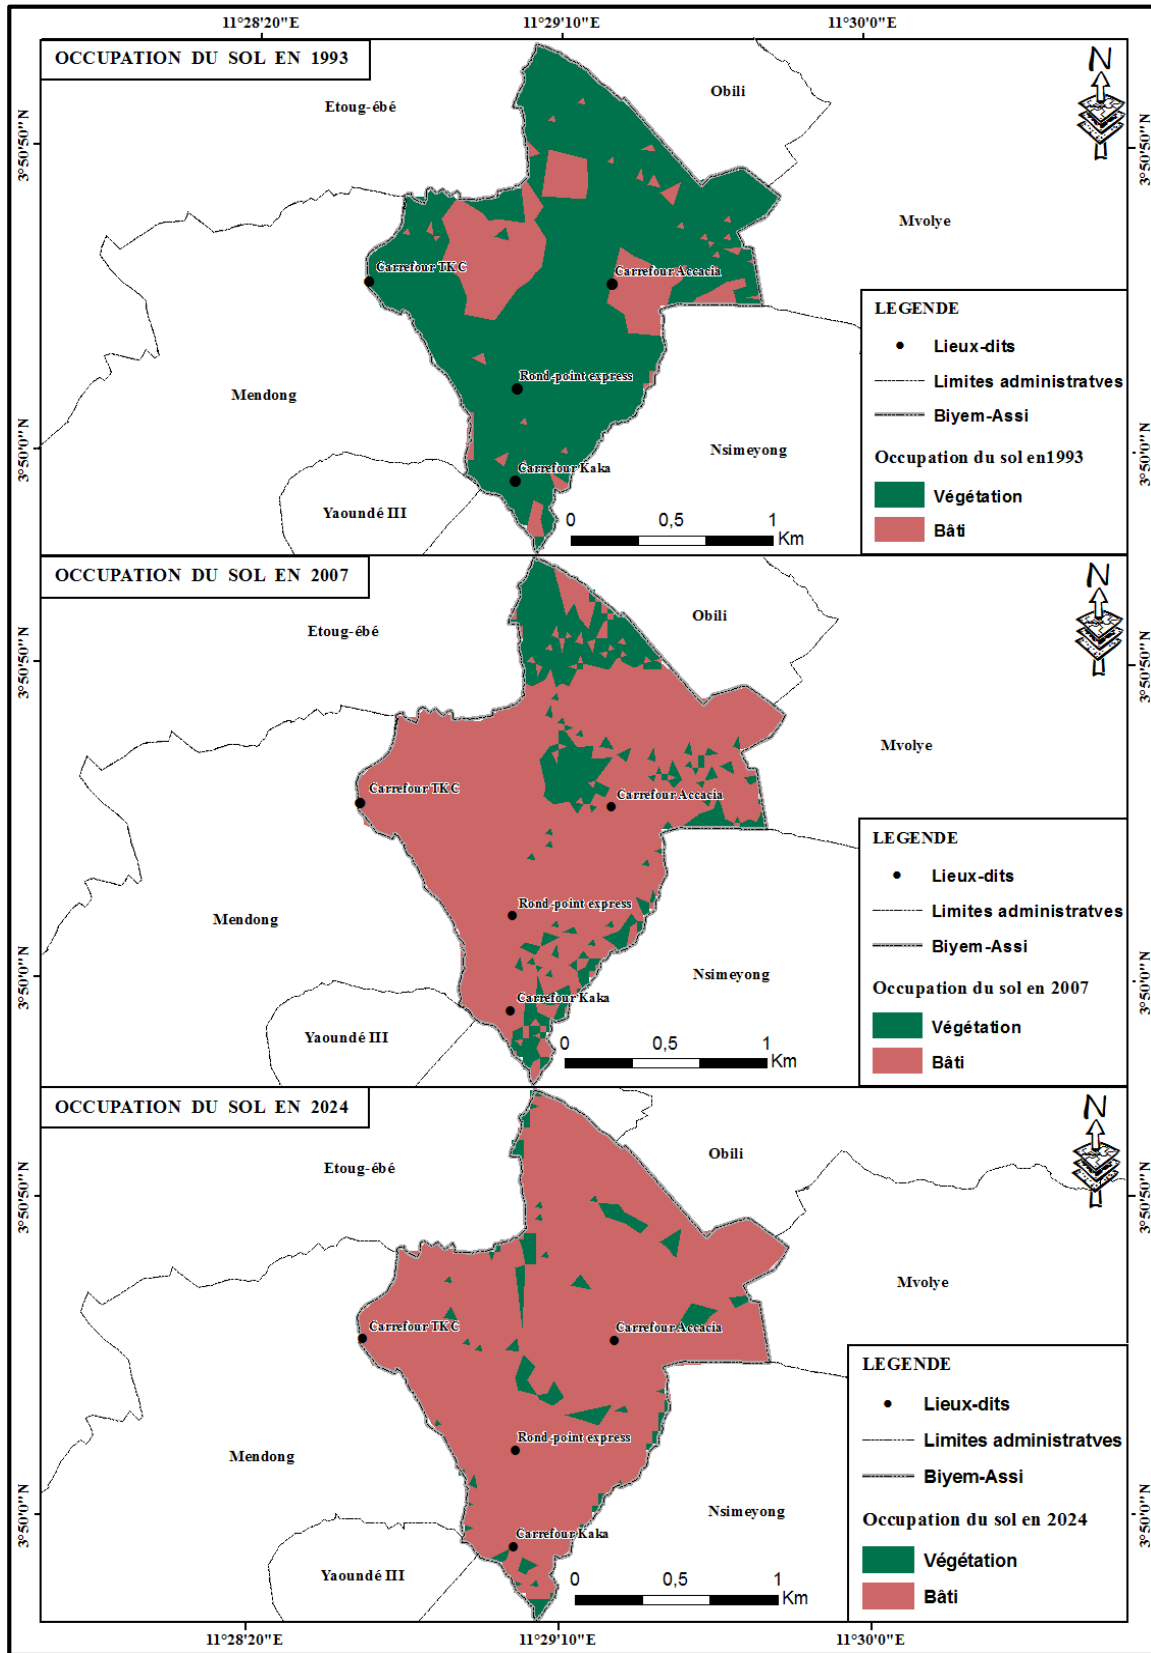 11°28'20"E 11°29'10"E 11°30'0"E
OCCUPATION DU SOL EN 1993
N
Obili
Etoug-ébé
3°50'50"N
3°50'50"N
Mvolye
Carrefour TKC
Carrefour Accacia
LEGENDE
Lieux-dits
Limites administratves
Biyem-Assi
Occupation du sol en1993
Végétation
Bâti
Rond-point express
Mendong
3°50'0"N
3°50'0"N
Nsimeyong
Carrefour Kaka
Yaoundé III
0 0,5 1
Km
OCCUPATION DU SOL EN 2007
N
Obili
Etoug-ébé
3°50'50"N
3°50'50"N
Mvolye
Carrefour TKC
Carrefour Accacia
LEGENDE
Lieux-dits
Limites administratves
Biyem-Assi
Occupation du sol en 2007
Végétation
Bâti
Rond-point express
Mendong
3°50'0"N
3°50'0"N
Nsimeyong
Carrefour Kaka
Yaoundé III
0 0,5 1
Km
OCCUPATION DU SOL EN 2024
N
Obili
Etoug-ébé
3°50'50"N
3°50'50"N
Mvolye
Carrefour TKC
Carrefour Accacia
LEGENDE
Lieux-dits
Limites administratves
Biyem-Assi
Occupation du sol en 2024
Végétation
Bâti
Rond-point express
Mendong
3°50'0"N
3°50'0"N
Nsimeyong
Carrefour Kaka
Yaoundé III
0 0,5 1
Km
11°28'20"E 11°29'10"E 11°30'0"E